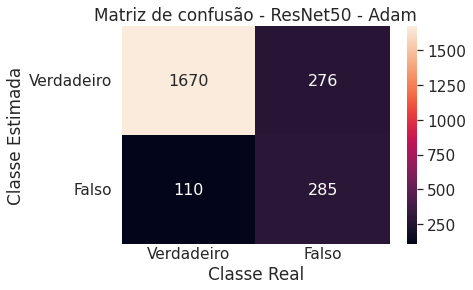 Matriz de confusão - ResNet50 - Adam
Classe Estimada
Verdadeiro
1670
276
Falso
110
285
Verdadeiro
Falso
Classe Real
1500
1250
1000
750
500
250